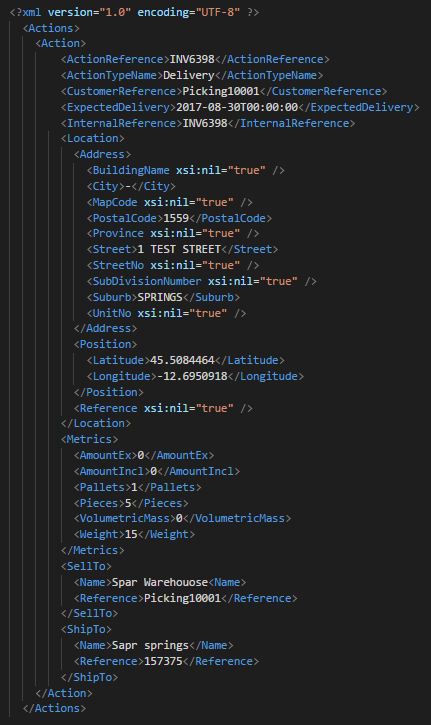 <?xml version="1.0" encoding="UTF-8" ?>
<Actions>
<Action>
<ActionReference>INV6398</ActionReference>
<ActionTypeName>Delivery</ActionTypeName>
<CustomerReference>Picking10001</CustomerReference>
<ExpectedDelivery>2017-08-30T00:00:00</ExpectedDelivery>
<InternalReference>INV6398</InternalReference>
<Location>
<Address>
<BuildingName xsi:nil="true" />
<City>-</City>
<MapCode xsi:nil="true" />
<PostalCode>1559</PostalCode>
<Province xsi:nil="true" />
<Street>1 TEST STREET</Street>
<StreetNo xsi:nil="true" />
<SubDivisionNumber xsi:nil="true" />
<Suburb>SPRINGS</Suburb>
<UnitNo xsi:nil="true" />
</Address>
<Position>
<Latitude>45.5084464</Latitude>
<Longitude>-12.6950918</Longitude>
</Position>
<Reference xsi:nil="true" />
</Location>
<Metrics>
<AmountEx>0</AmountEx>
<AmountIncl>0</AmountIncl>
<Pallets>1</Pallets>
<Pieces>5</Pieces>
<VolumetricMass>0</VolumetricMass>
<Weight>15</Weight>
</Metrics>
<SellTo>
<Name>Spar Warehouose<Name>
<Reference>Picking10001</Reference>
</SellTo>
<ShipTo>
<Name>Sapr springs</Name>
<Reference>157375</Reference>
</ShipTo>
</Action>
</Actions>